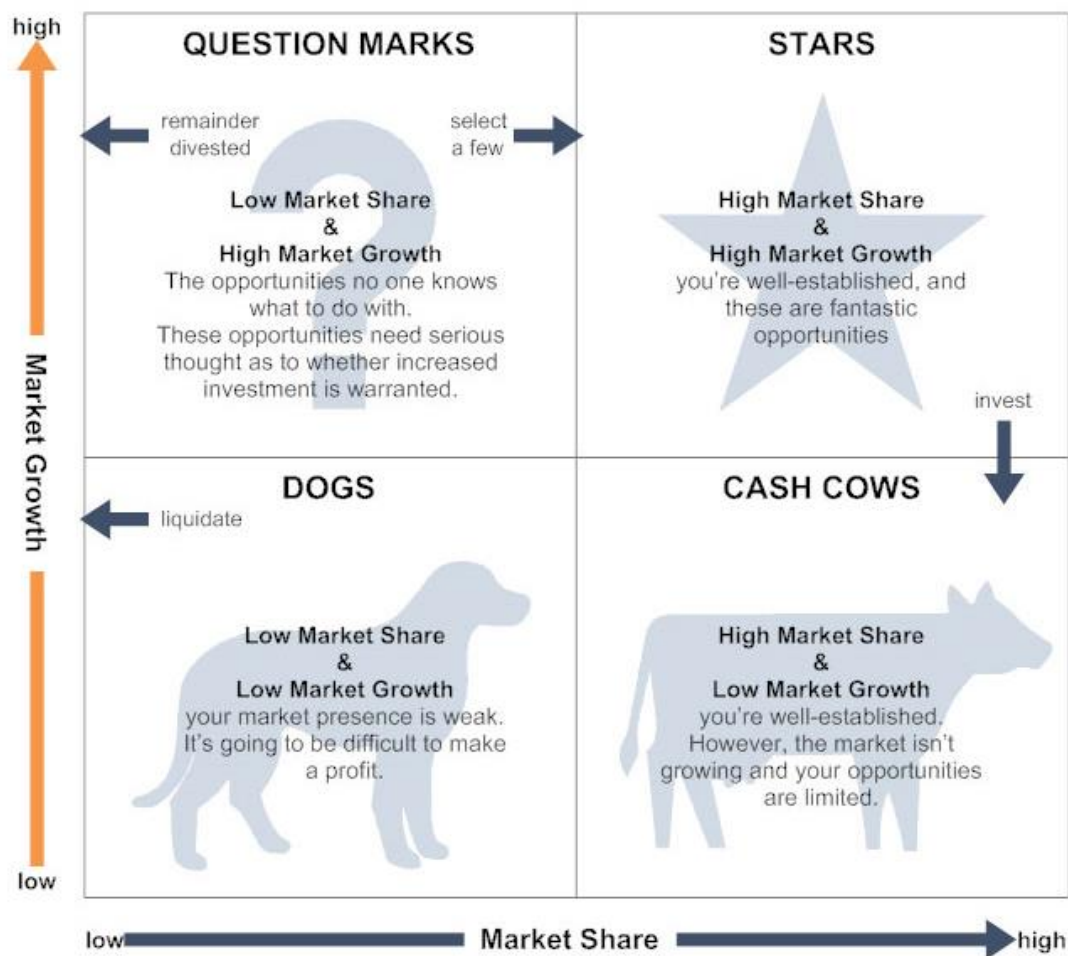 high
QUESTION MARKS
remainder
divested
select
a few
Low Market Share
&
High Market Growth
The opportunities no one knows
what to do with.
These opportunities need serious
thought as to whether increased
investment is warranted.
STARS
High Market Share
&
High Market Growth
you're well-established, and
these are fantastic
opportunities
invest
Market Growth
DOGS
liquidate
Low Market Share
&
Low Market Growth
your market presence is weak.
It's going to be difficult to make
a profit.
CASH COWS
High Market Share
&
Low Market Growth
you're well-established.
However, the market isn't
growing and your opportunities
are limited.
low
low
Market Share
high